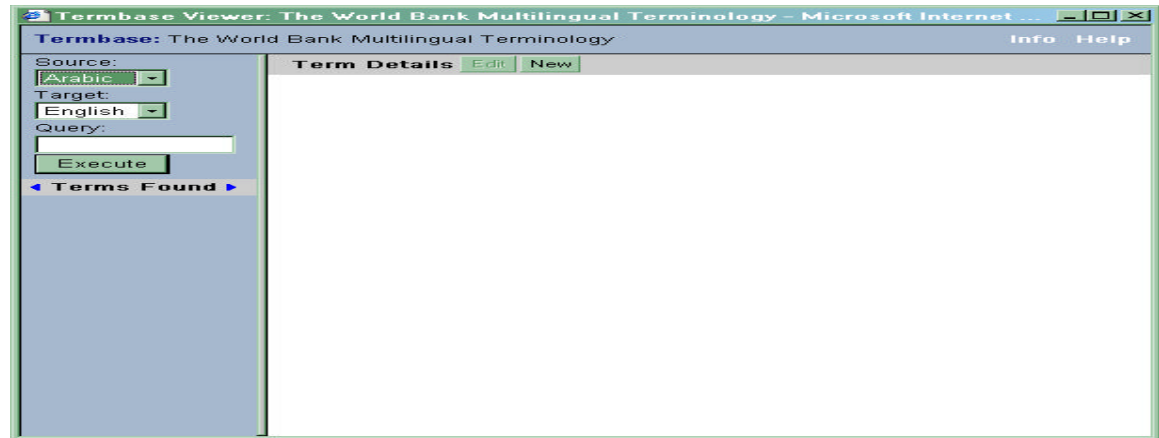 Termbase Viewer: The World Bank Multilingual Terminology - Microsoft Internet ...
Termbase: The World Bank Multilingual Terminology Info Help
Source:
Arabic
Target:
English
Query:
Execute
Terms Found
Term Details Edit New